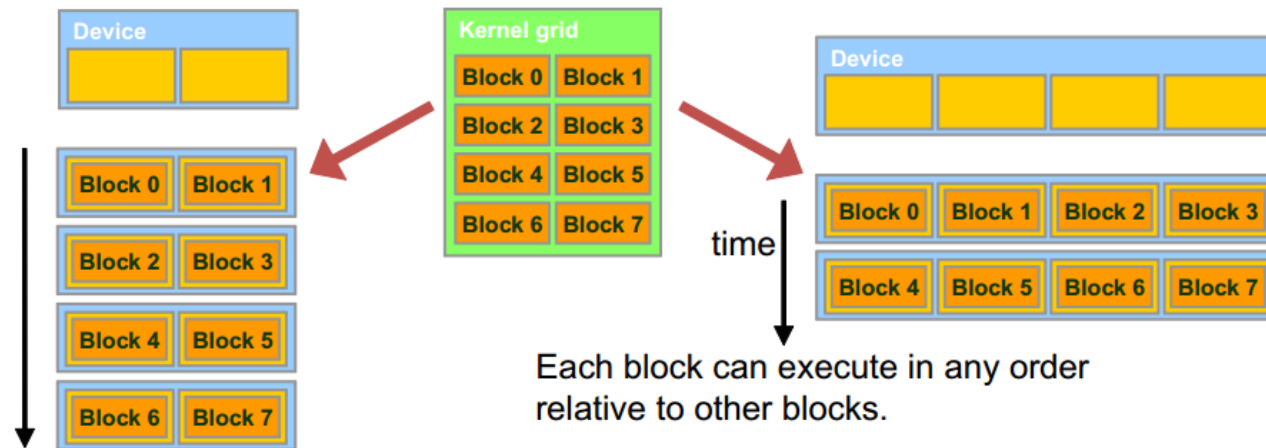 Device
Kernel grid
Device
Block 0 Block 1
Block 2 Block 3
Block 4 Block 5
Block 6 Block 7
Block 0 Block 1
Block 2 Block 3
Block 4 Block 5
Block 6 Block 7
time
Block 0 Block 1 Block 2 Block 3
Block 4 Block 5 Block 6 Block 7
Each block can execute in any order
relative to other blocks.